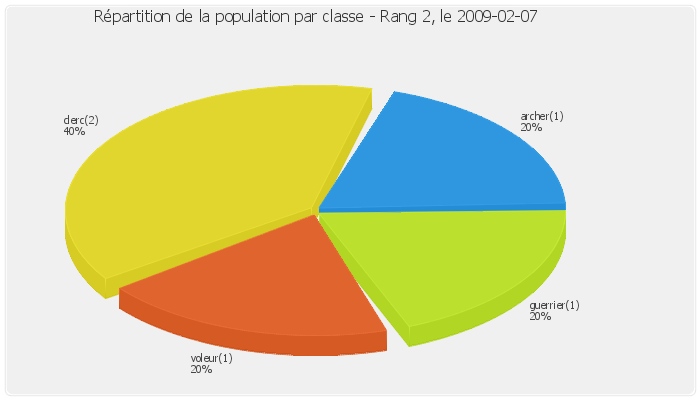 Répartition de la population par classe - Rang 2, le 2009-02-07
clerc(2)
40%
archer(1)
20%
guerrier(1)
20%
voleur(1)
20%